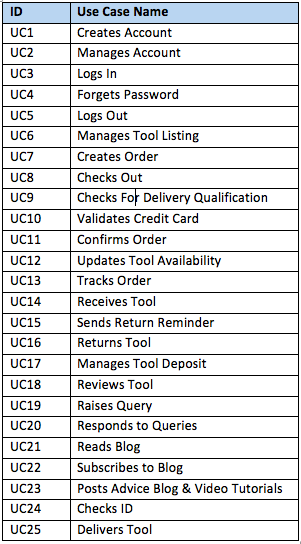 ID Use Case Name
UC1 Creates Account
UC2 Manages Account
UC3 Logs In
UC4 Forgets Password
UC5 Logs Out
UC6 Manages Tool Listing
UC7 Creates Order
UC8 Checks Out
UC9 Checks For Delivery Qualification
UC10 Validates Credit Card
UC11 Confirms Order
UC12 Updates Tool Availability
UC13 Tracks Order
UC14 Receives Tool
UC15 Sends Return Reminder
UC16 Returns Tool
UC17 Manages Tool Deposit
UC18 Reviews Tool
UC19 Raises Query
UC20 Responds to Queries
UC21 Reads Blog
UC22 Subscribes to Blog
UC23 Posts Advice Blog & Video Tutorials
UC24 Checks ID
UC25 Delivers Tool